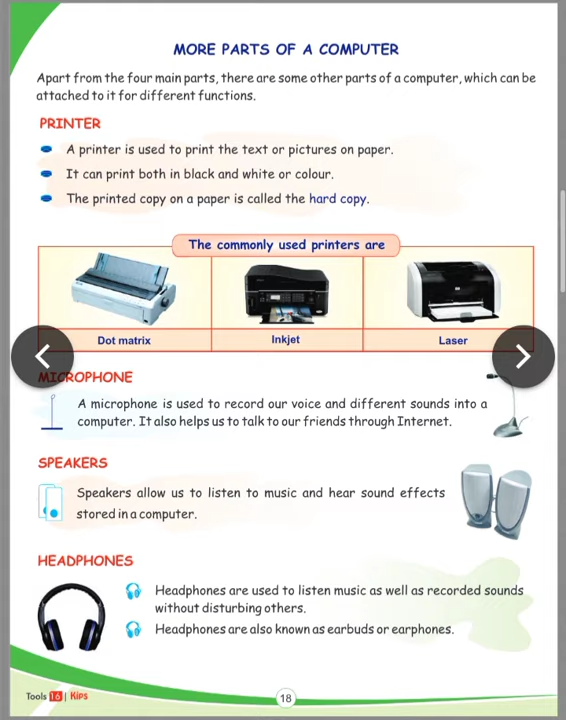 MORE PARTS OF A COMPUTER
Apart from the four main parts, there are some other parts of a computer, which can be
attached to it for different functions.
PRINTER
A printer is used to print the text or pictures on paper.
It can print both in black and white or colour.
The printed copy on a paper is called the hard copy.
The commonly used printers are
Dot matrix
Inkjet
Laser
MICROPHONE
A microphone is used to record our voice and different sounds into a
computer. It also helps us to talk to our friends through Internet.
SPEAKERS
Speakers allow us to listen to music and hear sound effects
stored in a computer.
HEADPHONES
Headphones are used to listen music as well as recorded sounds
without disturbing others.
Headphones are also known as earbuds or earphones.
Tools 16 | Kips
18